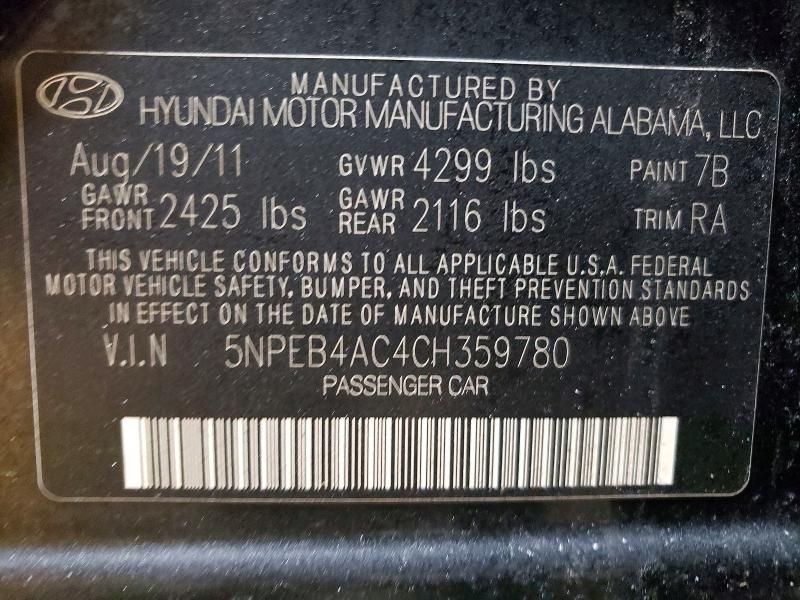 MANUFACTURED BY
HYUNDAI MOTOR MANUFACTURING ALABAMA, LLC
Aug/19/11 GVWR 4299 lbs PAINT 7B
GAWR FRONT 2425 lbs GAWR REAR 2116 lbs TRIM RA
THIS VEHICLE CONFORMS TO ALL APPLICABLE U.S.A. FEDERAL
MOTOR VEHICLE SAFETY, BUMPER, AND THEFT PREVENTION STANDARDS
IN EFFECT ON THE DATE OF MANUFACTURE SHOWN ABOVE
V.I.N 5NPEB4AC4CH359780
PASSENGER CAR